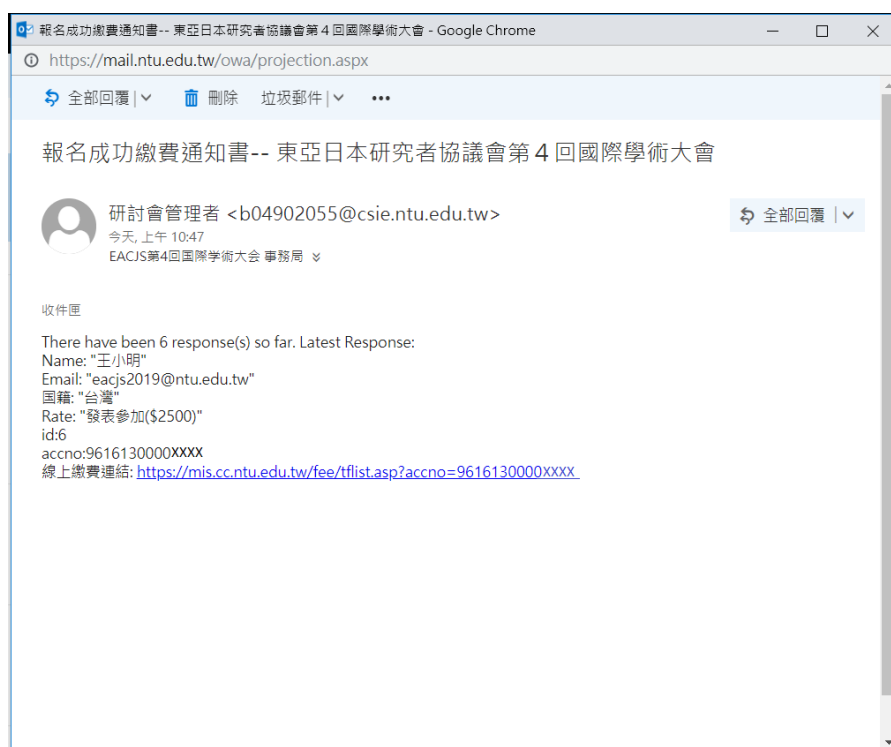 報名成功繳費通知書-- 東亞日本研究者協議會第４回國際學術大會 - Google Chrome
https://mail.ntu.edu.tw/owa/projection.aspx
全部回覆 | 刪除 垃圾郵件 | •••
報名成功繳費通知書-- 東亞日本研究者協議會第４回國際學術大會
研討會管理者 <b04902055@csie.ntu.edu.tw>
全部回覆 |
今天, 上午 10:47
EACJS第4回国際学術大会 事務局
收件匣
There have been 6 response(s) so far. Latest Response:
Name: "王小明"
Email: "eacjs2019@ntu.edu.tw"
国籍: "台灣"
Rate: "發表參加($2500)"
id:6
accno:9616130000XXXX
線上繳費連結: https://mis.cc.ntu.edu.tw/fee/tflist.asp?accno=9616130000XXXX